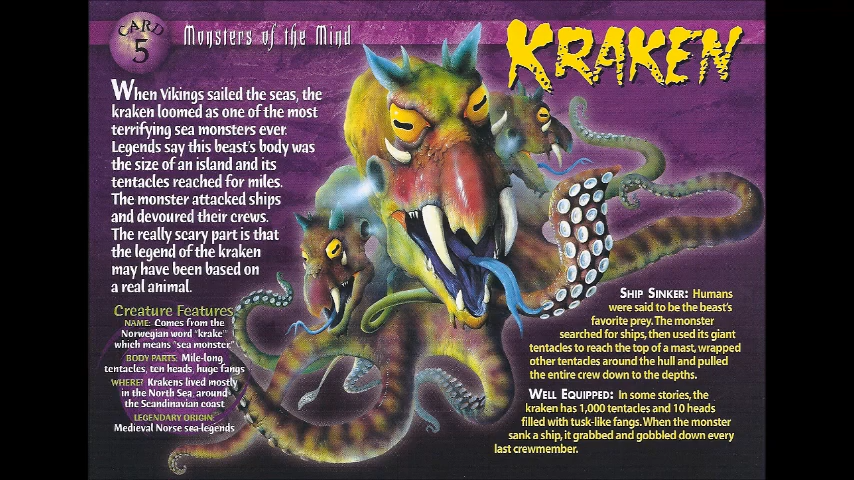 CARD
5
Monsters of the Mind
KRAKEN
When Vikings sailed the seas, the
kraken loomed as one of the most
terrifying sea monsters ever.
Legends say this beast's body was
the size of an island and its
tentacles reached for miles.
The monster attacked ships
and devoured their crews.
The really scary part is that
the legend of the kraken
may have been based on
a real animal.
Creature Features
NAME: Comes from the
Norwegian word "krake"
which means "sea monster."
BODY PARTS: Mile-long
tentacles, ten heads, huge fangs
WHERE? Krakens lived mostly
in the North Sea, around
the Scandinavian coast
LEGENDARY ORIGIN:
Medieval Norse sea-legends
SHIP SINKER: Humans
were said to be the beast's
favorite prey. The monster
searched for ships, then used its giant
tentacles to reach the top of a mast, wrapped
other tentacles around the hull and pulled
the entire crew down to the depths.
WELL EQUIPPED: In some stories, the
kraken has 1,000 tentacles and 10 heads
filled with tusk-like fangs. When the monster
sank a ship, it grabbed and gobbled down every
last crewmember.